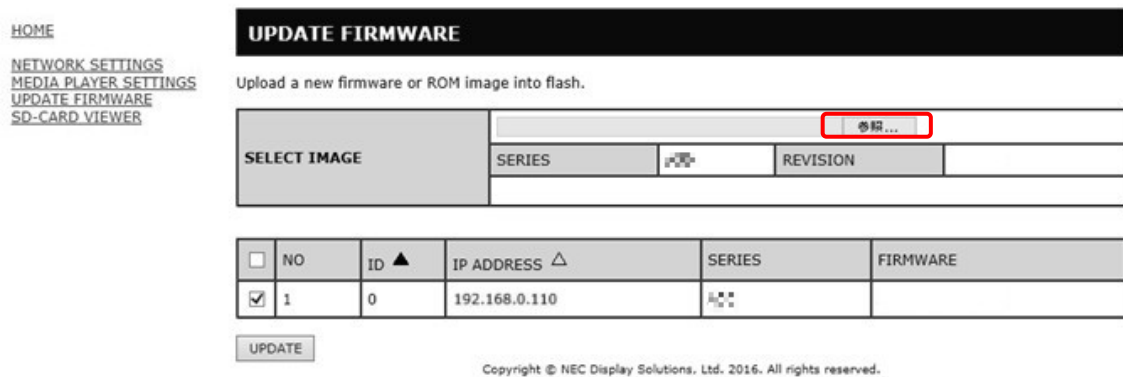 HOME
NETWORK SETTINGS
MEDIA PLAYER SETTINGS
UPDATE FIRMWARE
SD-CARD VIEWER
UPDATE FIRMWARE
Upload a new firmware or ROM image into flash.
参照...
SELECT IMAGE
SERIES
REVISION
NO ID ▲ IP ADDRESS △ SERIES FIRMWARE
1 0 192.168.0.110
UPDATE
Copyright © NEC Display Solutions, Ltd. 2016. All rights reserved.